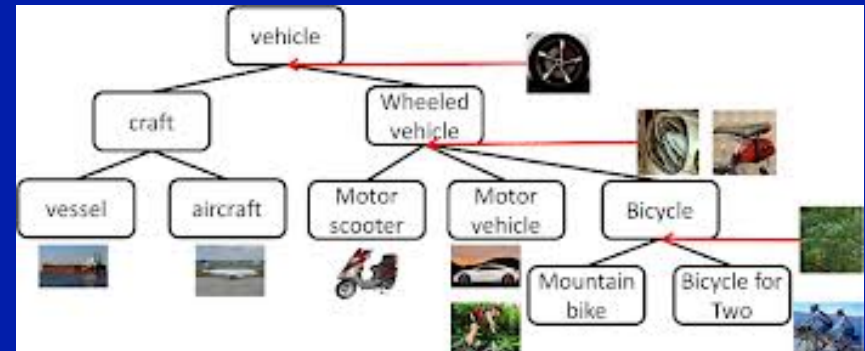 vehicle
craft
Wheeled
vehicle
vessel
aircraft
Motor
scooter
Motor
vehicle
Bicycle
Mountain
bike
Bicycle for
Two